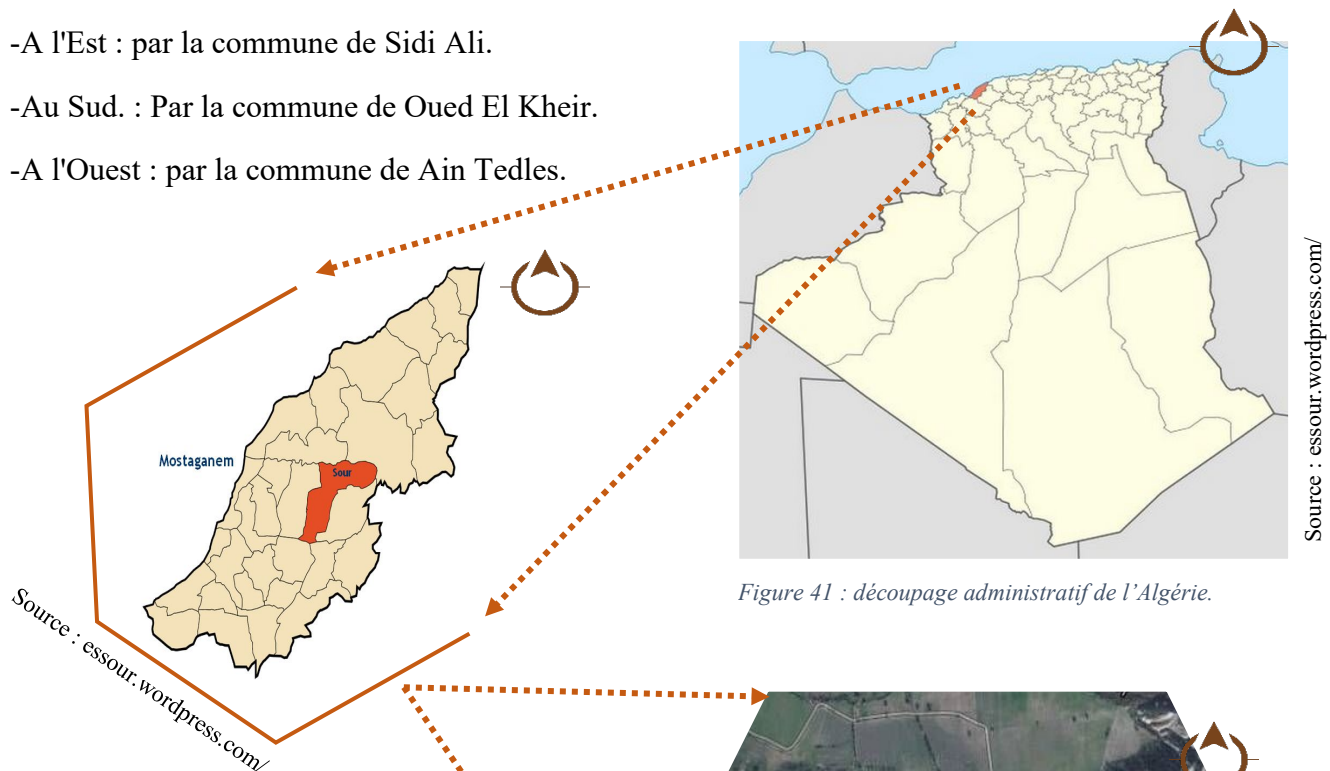 -A l'Est : par la commune de Sidi Ali.
-Au Sud. : Par la commune de Oued El Kheir.
-A l'Ouest : par la commune de Ain Tedles.
Mostaganem
Sour
Source : essour.wordpress.com/
Source : essour.wordpress.com/
Figure 41 : découpage administratif de l’Algérie.